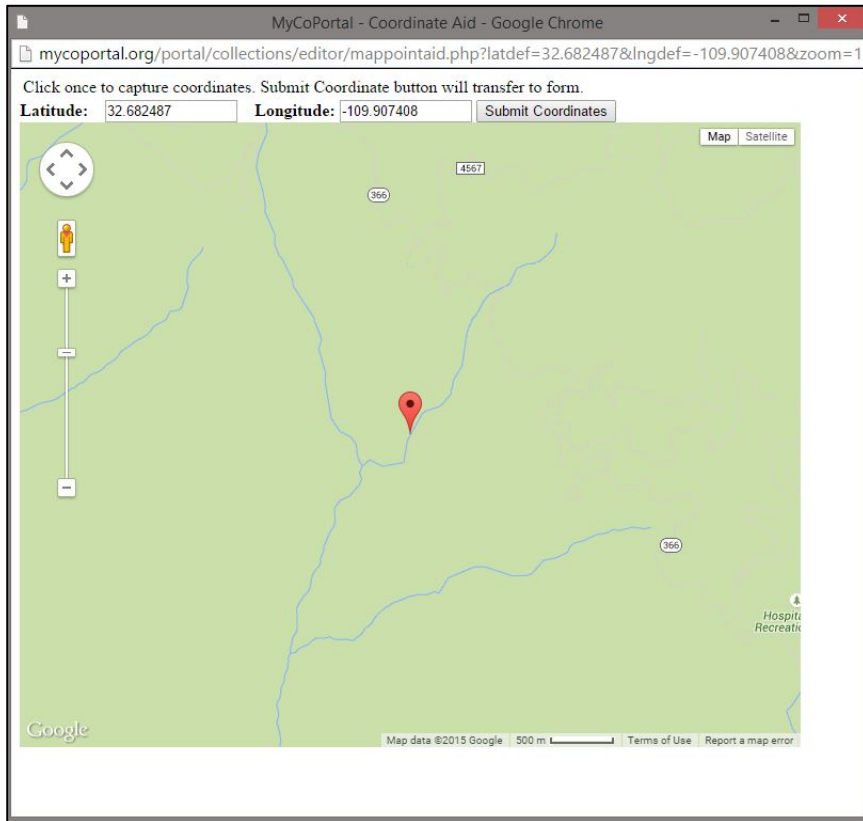 MyCoPortal - Coordinate Aid - Google Chrome
mycoportal.org/portal/collections/editor/mappointaid.php?latdef=32.682487&lngdef=-109.907408&zoom=1
Click once to capture coordinates. Submit Coordinate button will transfer to form.
Latitude: 32.682487 Longitude: -109.907408 Submit Coordinates
Map Satellite
4567
366
366
Hospita
Recreatio
Google
Map data ©2015 Google 500 m Terms of Use Report a map error